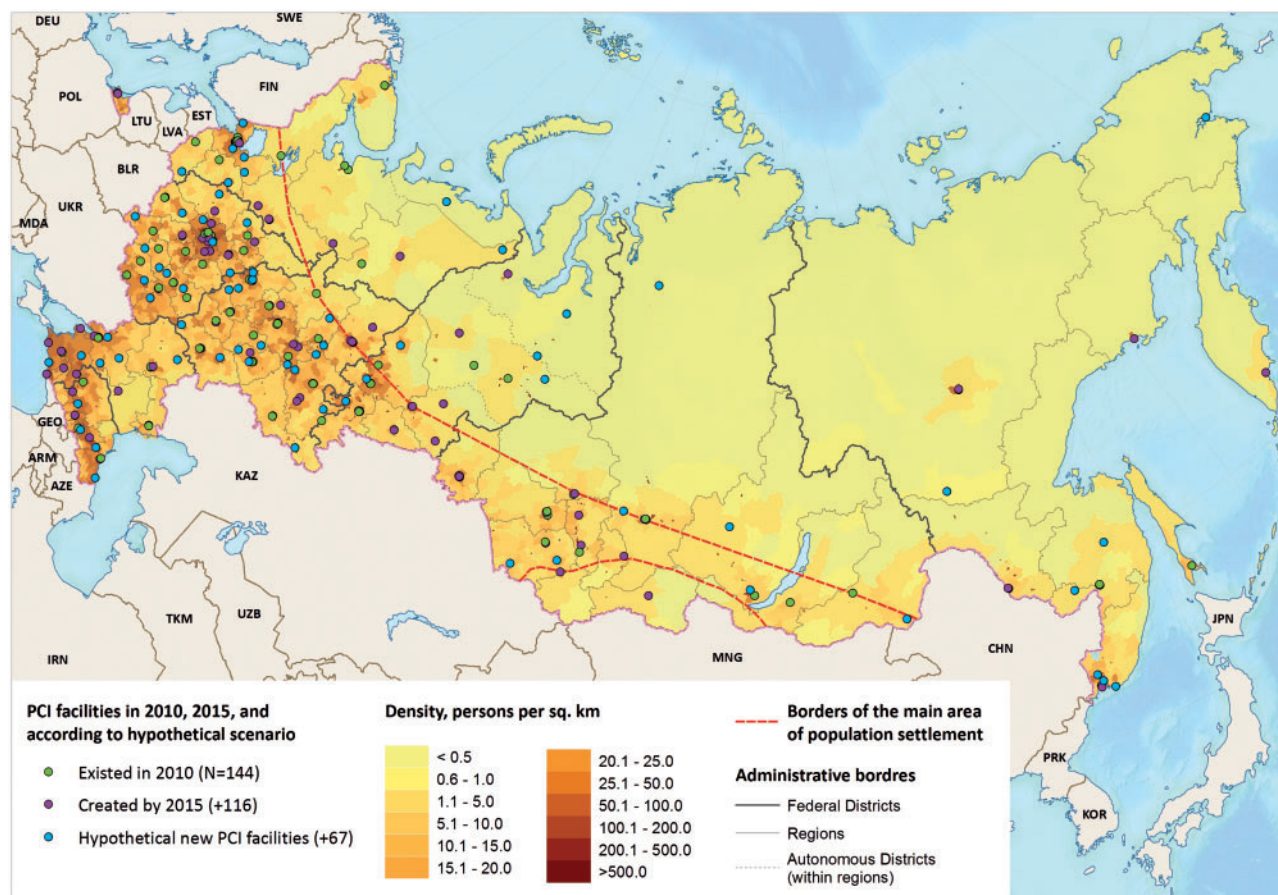 DEU
SWE
FIN
POL
LTU
LVA
EST
BLR
UKR
MDA
GEO
ARM
AZE
KAZ
TKM
UZB
IRN
MNG
CHN
JPN
PRK
KOR
PCI facilities in 2010, 2015, and
according to hypothetical scenario
Existed in 2010 (N=144)
Created by 2015 (+116)
Hypothetical new PCI facilities (+67)
Density, persons per sq. km
< 0.5
0.6 - 1.0
1.1 - 5.0
5.1 - 10.0
10.1 - 15.0
15.1 - 20.0
20.1 - 25.0
25.1 - 50.0
50.1 - 100.0
100.1 - 200.0
200.1 - 500.0
>500.0
Borders of the main area
of population settlement
Administrative bordres
Federal Districts
Regions
Autonomous Districts
(within regions)